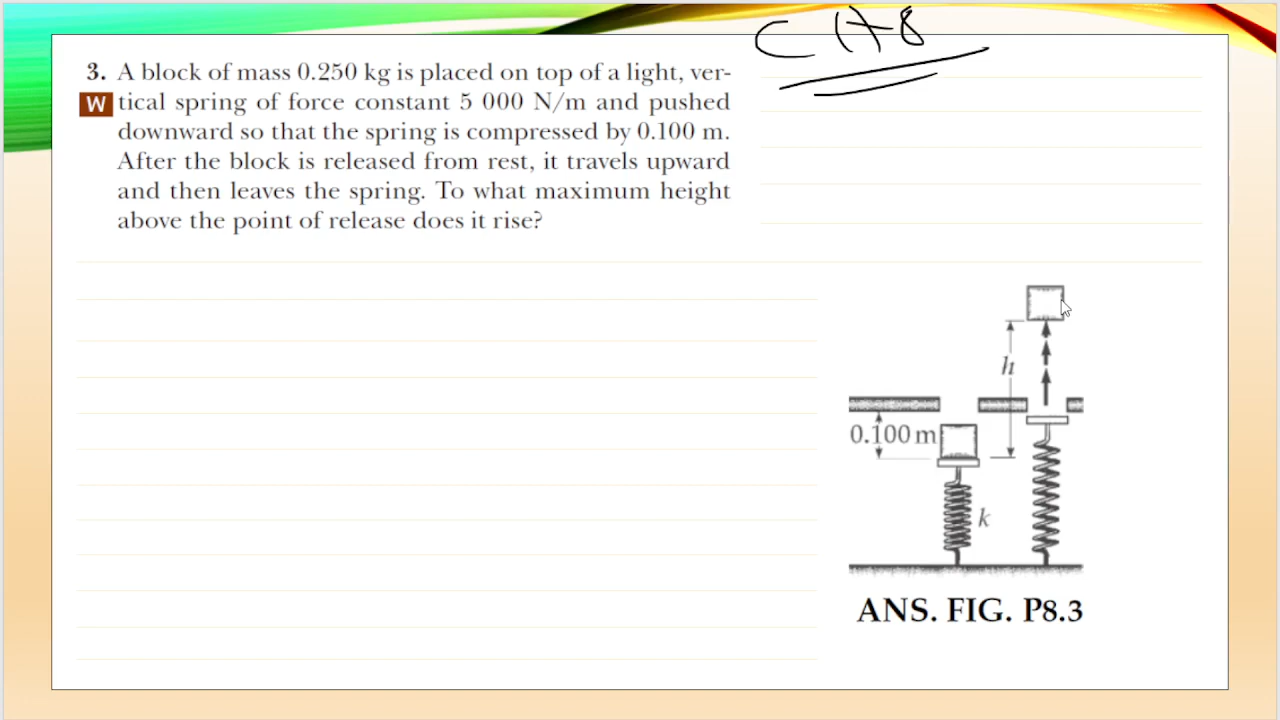 C H 8
3. A block of mass 0.250 kg is placed on top of a light, ver-
W tical spring of force constant 5 000 N/m and pushed
downward so that the spring is compressed by 0.100 m.
After the block is released from rest, it travels upward
and then leaves the spring. To what maximum height
above the point of release does it rise?
h
0.100 m
k
ANS. FIG. P8.3